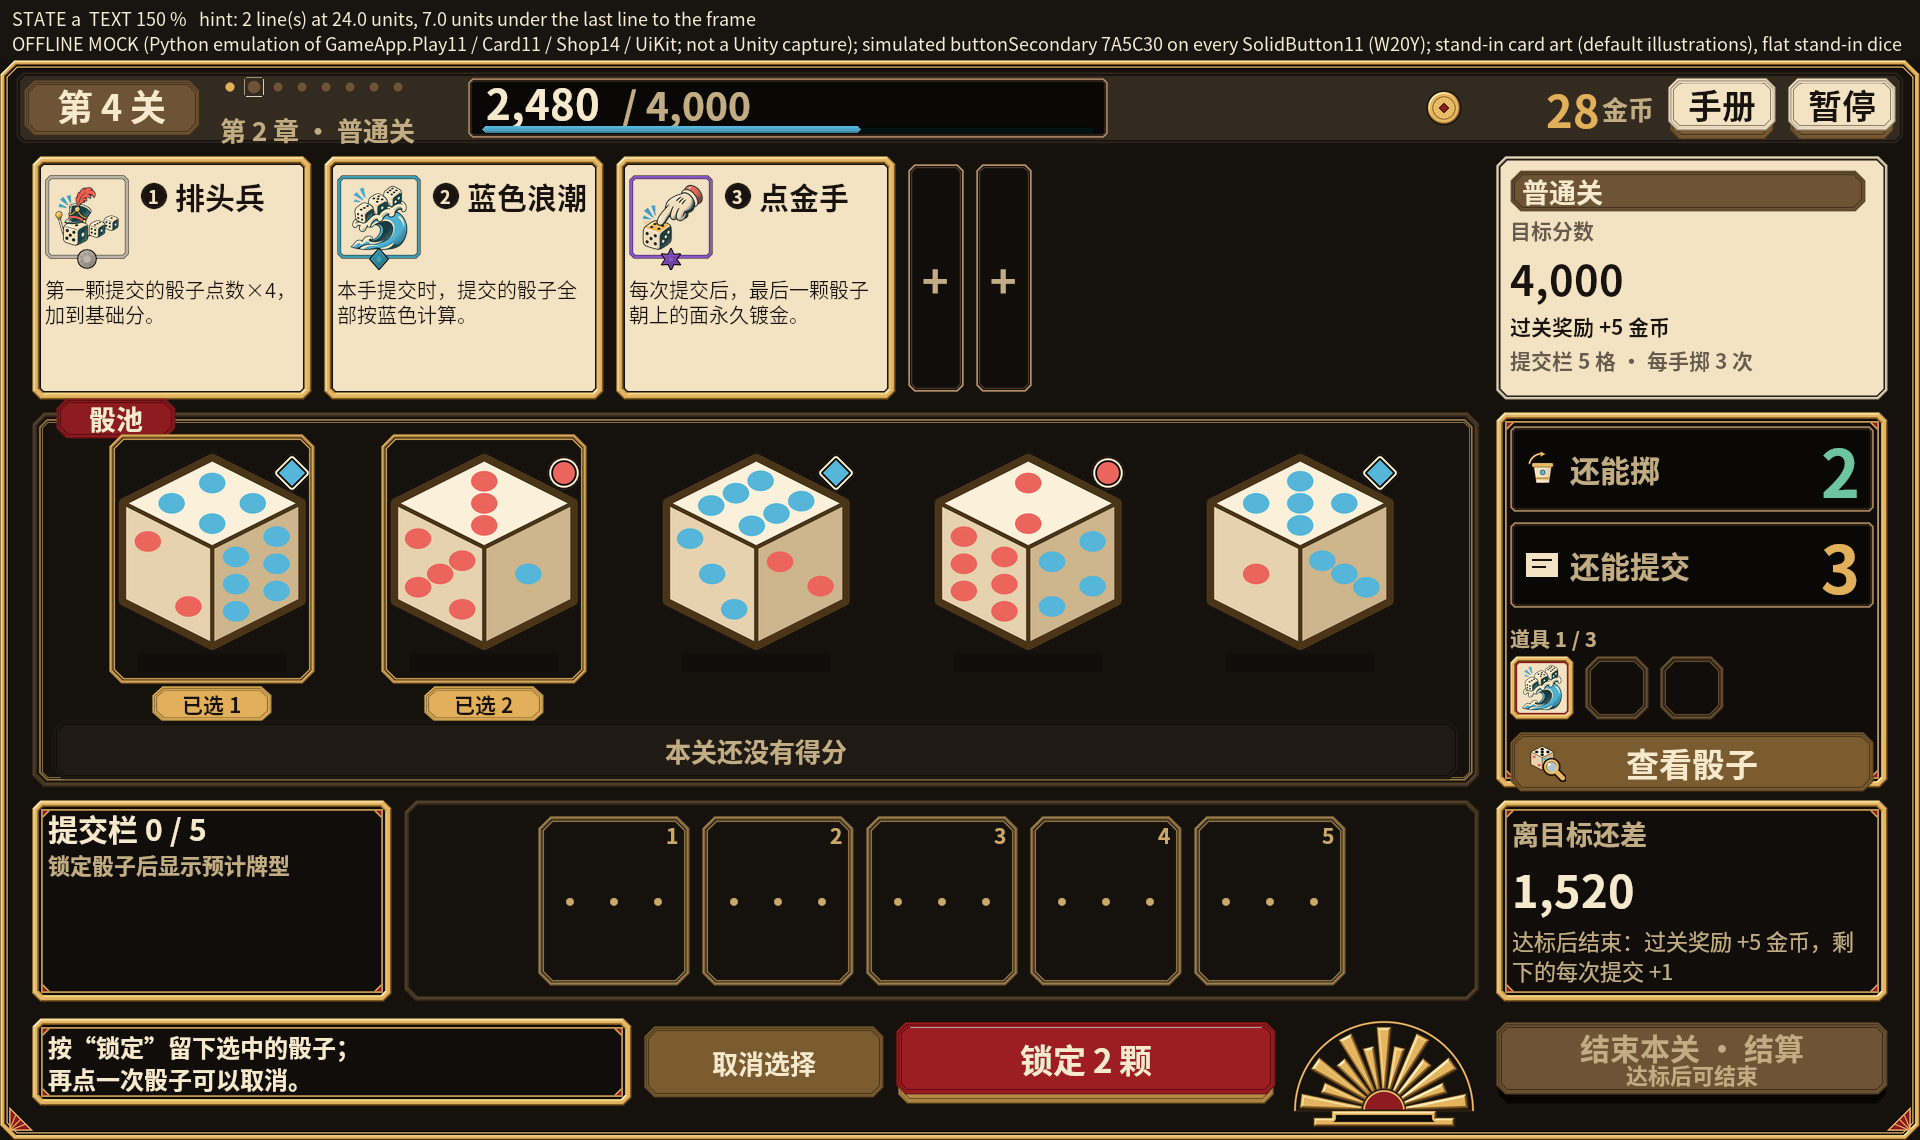 STATE a TEXT 150 % hint: 2 line(s) at 24.0 units, 7.0 units under the last line to the frame
OFFLINE MOCK (Python emulation of GameApp.Play11 / Card11 / Shop14 / UiKit; not a Unity capture); simulated buttonSecondary 7A5C30 on every SolidButton11 (W20Y); stand-in card art (default illustrations), flat stand-in dice
第 4 关
第 2 章 · 普通关
2,480 / 4,000
28金币
手册
暂停
1 排头兵
第一颗提交的骰子点数×4，
加到基础分。
2 蓝色浪潮
本手提交时，提交的骰子全
部按蓝色计算。
3 点金手
每次提交后，最后一颗骰子
朝上的面永久镀金。
+
+
普通关
目标分数
4,000
过关奖励 +5 金币
提交栏 5 格 · 每手掷 3 次
骰池
已选 1
已选 2
本关还没有得分
还能掷 2
还能提交 3
道具 1 / 3
查看骰子
提交栏 0 / 5
锁定骰子后显示预计牌型
1
2
3
4
5
离目标还差
1,520
达标后结束：过关奖励 +5 金币，剩
下的每次提交 +1
按“锁定”留下选中的骰子；
再点一次骰子可以取消。
取消选择
锁定 2 颗
结束本关 · 结算
达标后可结束